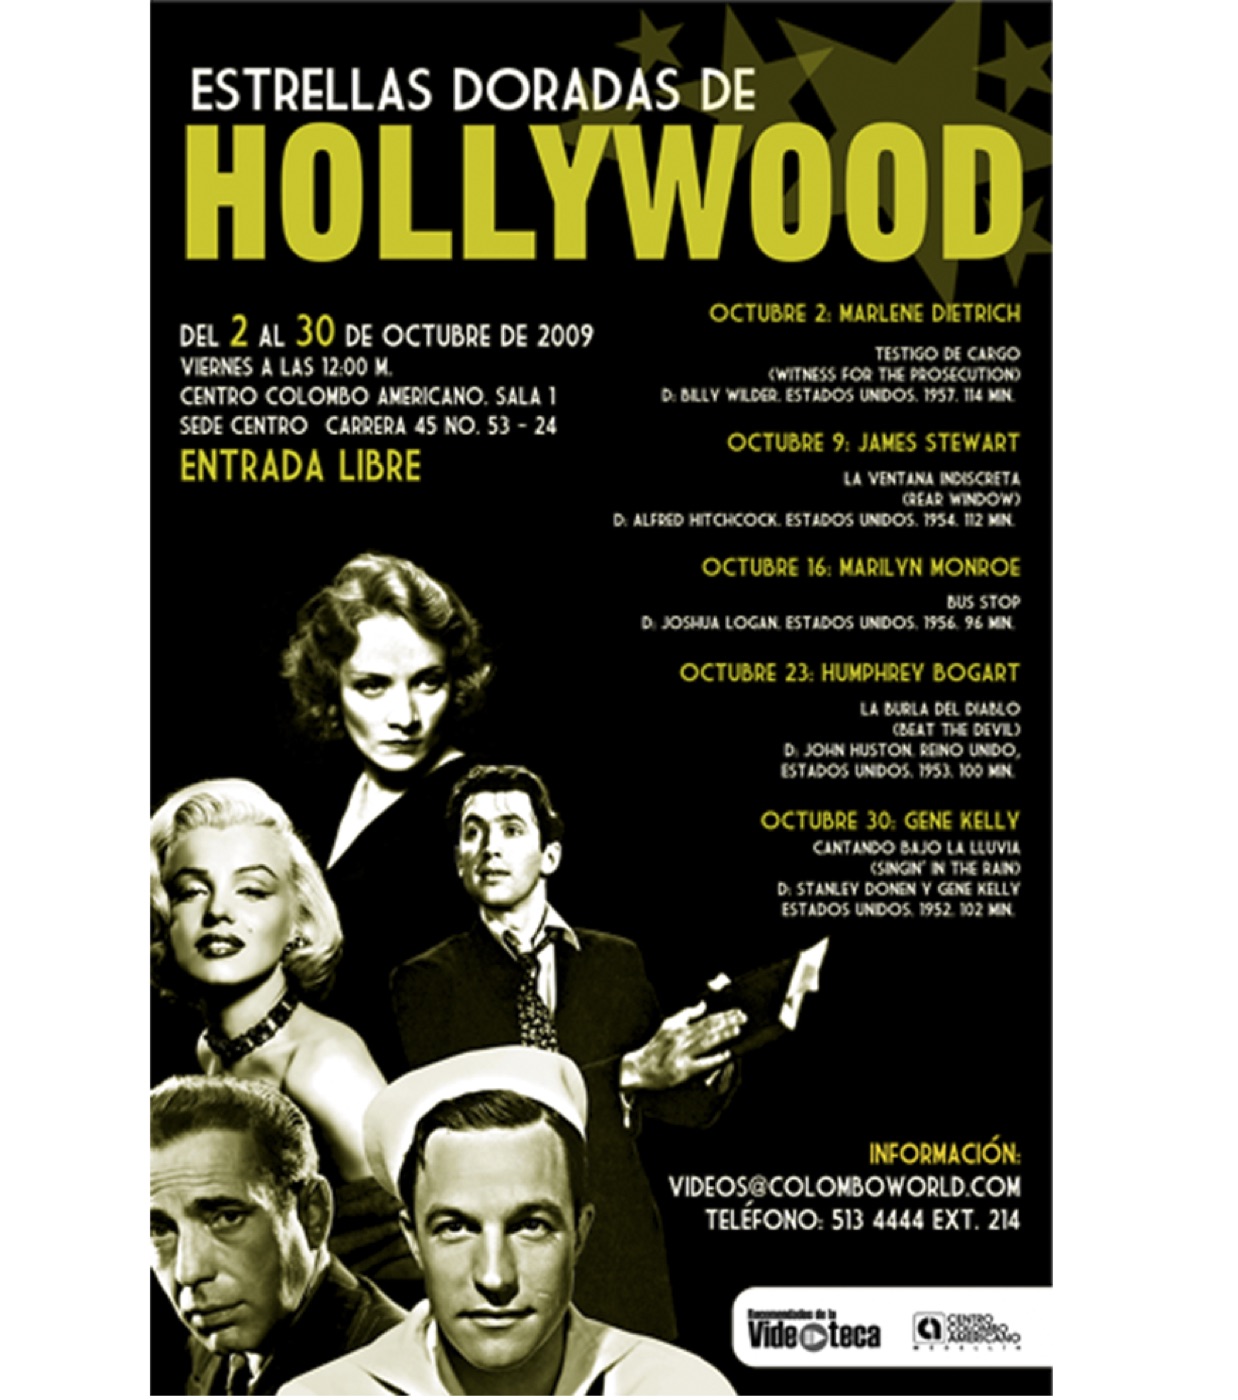 ESTRELLAS DORADAS DE
HOLLYWOOD
DEL 2 AL 30 DE OCTUBRE DE 2009
VIERNES A LAS 12:00 M.
CENTRO COLOMBO AMERICANO. SALA 1
SEDE CENTRO CARRERA 45 NO. 53 - 24
ENTRADA LIBRE
OCTUBRE 2: MARLENE DIETRICH
TESTIGO DE CARGO
(WITNESS FOR THE PROSECUTION)
D: BILLY WILDER. ESTADOS UNIDOS. 1957. 114 MIN.
OCTUBRE 9: JAMES STEWART
LA VENTANA INDISCRETA
(REAR WINDOW)
D: ALFRED HITCHCOCK. ESTADOS UNIDOS. 1954. 112 MIN.
OCTUBRE 16: MARILYN MONROE
BUS STOP
D: JOSHUA LOGAN. ESTADOS UNIDOS. 1956. 96 MIN.
OCTUBRE 23: HUMPHREY BOGART
LA BURLA DEL DIABLO
(BEAT THE DEVIL)
D: JOHN HUSTON. REINO UNIDO,
ESTADOS UNIDOS. 1953. 100 MIN.
OCTUBRE 30: GENE KELLY
CANTANDO BAJO LA LLUVIA
(SINGIN' IN THE RAIN)
D: STANLEY DONEN Y GENE KELLY
ESTADOS UNIDOS. 1952. 102 MIN.
INFORMACIÓN:
VIDEOS@COLOMBOWORLD.COM
TELÉFONO: 513 4444 EXT. 214
Recomendados de la
Videoteca
CENTRO
COLOMBO
AMERICANO
MEDELLÍN